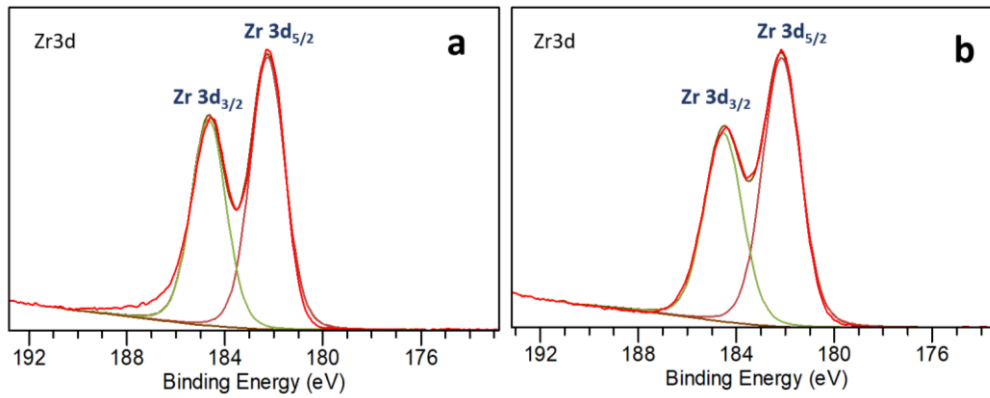 Zr3d
Zr 3d5/2
a
Zr 3d3/2
192
188
184
180
176
Binding Energy (eV)
Zr3d
Zr 3d5/2
b
Zr 3d3/2
192
188
184
180
176
Binding Energy (eV)